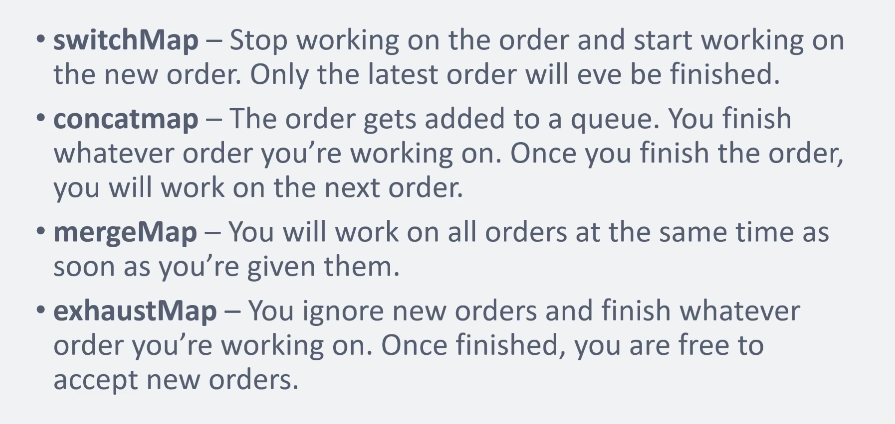 • switchMap – Stop working on the order and start working on
the new order. Only the latest order will eve be finished.
• concatmap – The order gets added to a queue. You finish
whatever order you’re working on. Once you finish the order,
you will work on the next order.
• mergeMap – You will work on all orders at the same time as
soon as you’re given them.
• exhaustMap – You ignore new orders and finish whatever
order you’re working on. Once finished, you are free to
accept new orders.